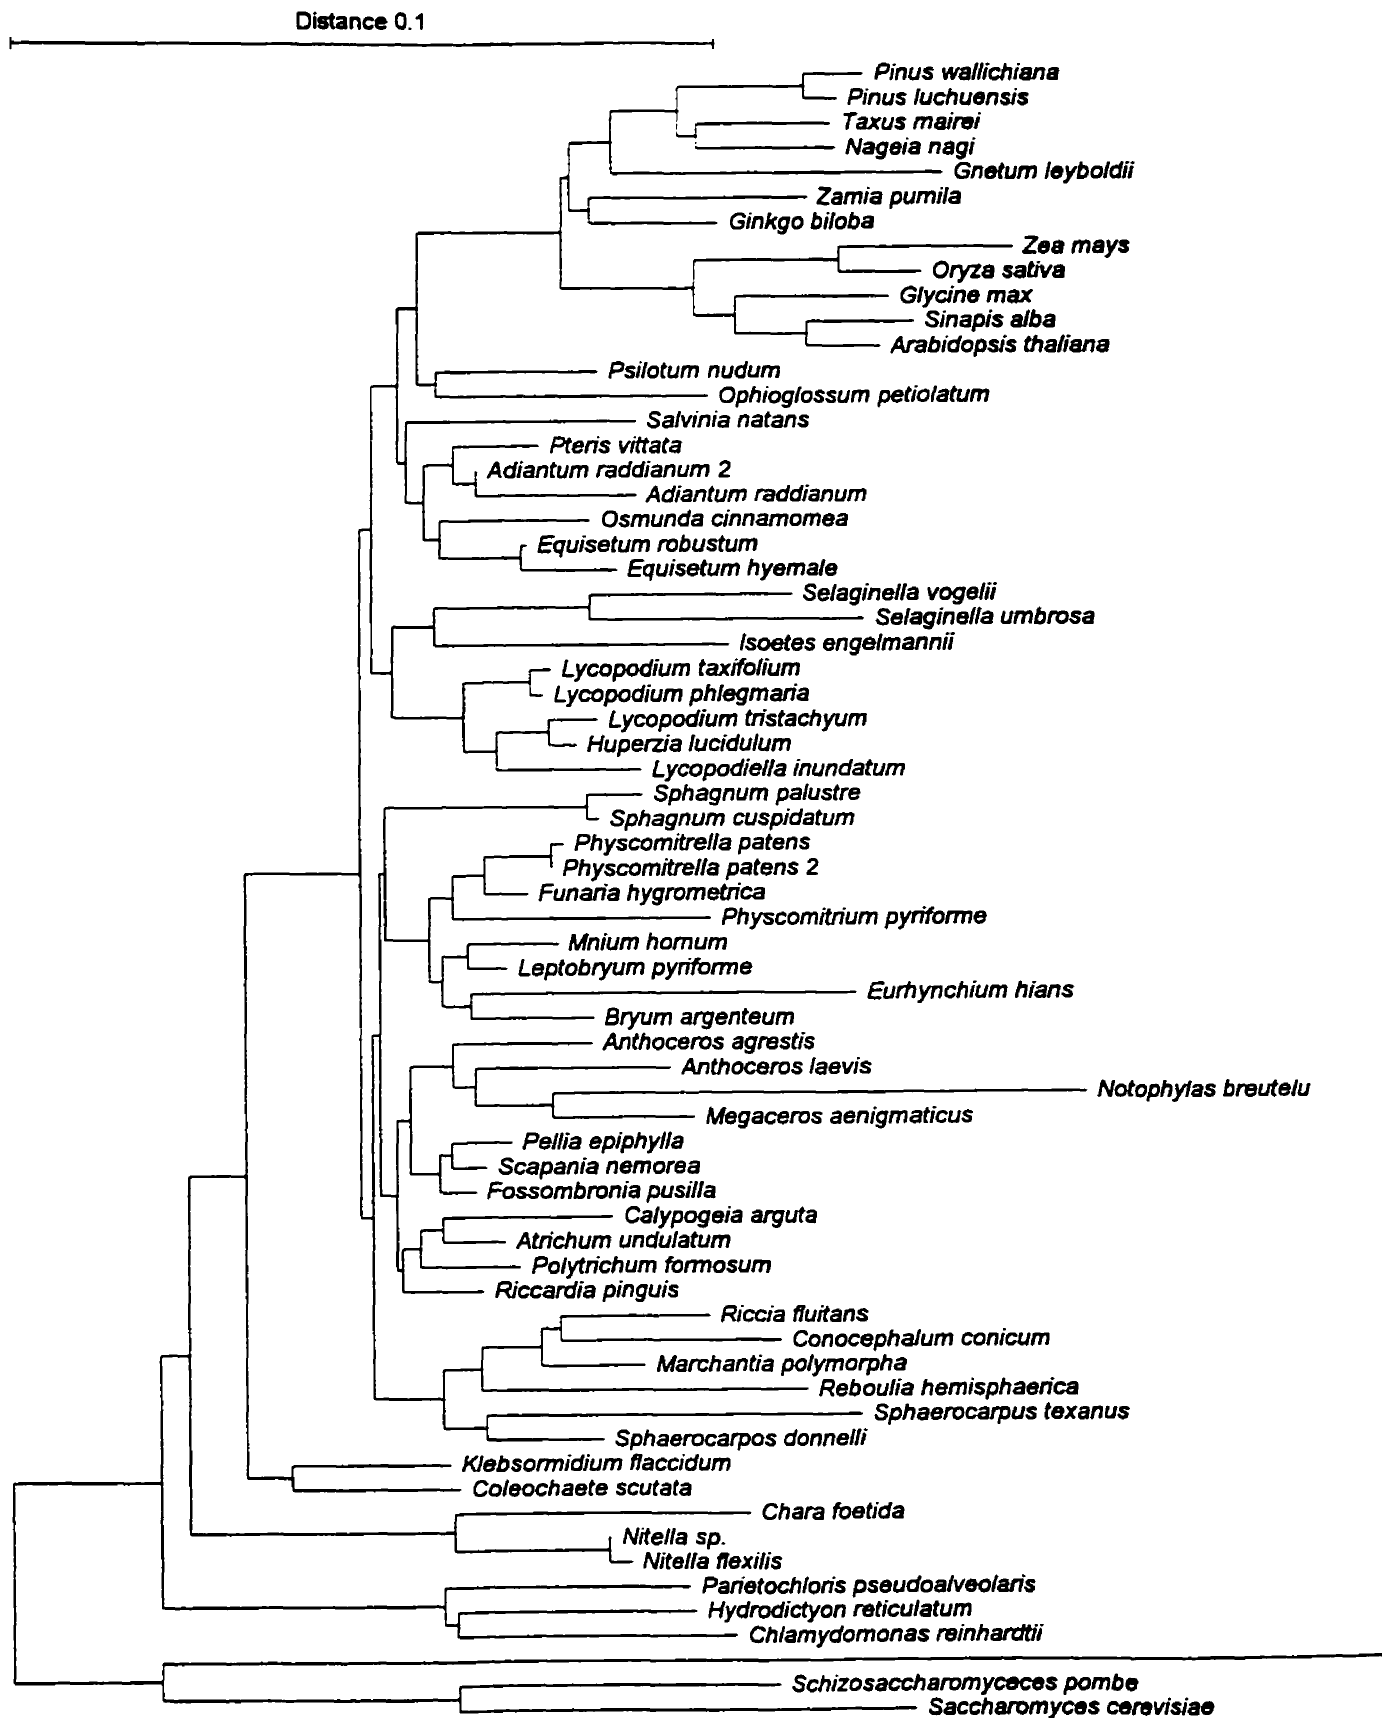 Distance 0.1
Pinus wallichiana
Pinus luchuensis
Taxus mairei
Nageia nagi
Gnetum leyboldii
Zamia pumila
Ginkgo biloba
Zea mays
Oryza sativa
Glycine max
Sinapis alba
Arabidopsis thaliana
Psilotum nudum
Ophioglossum petiolatum
Salvinia natans
Pteris vittata
Adiantum raddianum 2
Adiantum raddianum
Osmunda cinnamomea
Equisetum robustum
Equisetum hyemale
Selaginella vogelii
Selaginella umbrosa
Isoetes engelmannii
Lycopodium taxifolium
Lycopodium phlegmaria
Lycopodium tristachyum
Huperzia lucidulum
Lycopodiella inundatum
Sphagnum palustre
Sphagnum cuspidatum
Physcomitrella patens
Physcomitrella patens 2
Funaria hygrometrica
Physcomitrium pyriforme
Mnium hornum
Leptobryum pyriforme
Eurhynchium hians
Bryum argenteum
Anthoceros agrestis
Anthoceros laevis
Notophylas breutelu
Megaceros aenigmaticus
Pellia epiphylla
Scapania nemorea
Fossombronia pusilla
Calypogeia arguta
Atrichum undulatum
Polytrichum formosum
Riccardia pinguis
Riccia fluitans
Conocephalum conicum
Marchantia polymorpha
Reboulia hemisphaerica
Sphaerocarpus texanus
Sphaerocarpos donnelli
Klebsormidium flaccidum
Coleochaete scutata
Chara foetida
Nitella sp.
Nitella flexilis
Parietochloris pseudoalveolaris
Hydrodictyon reticulatum
Chlamydomonas reinhardtii
Schizosaccharomyceces pombe
Saccharomyces cerevisiae